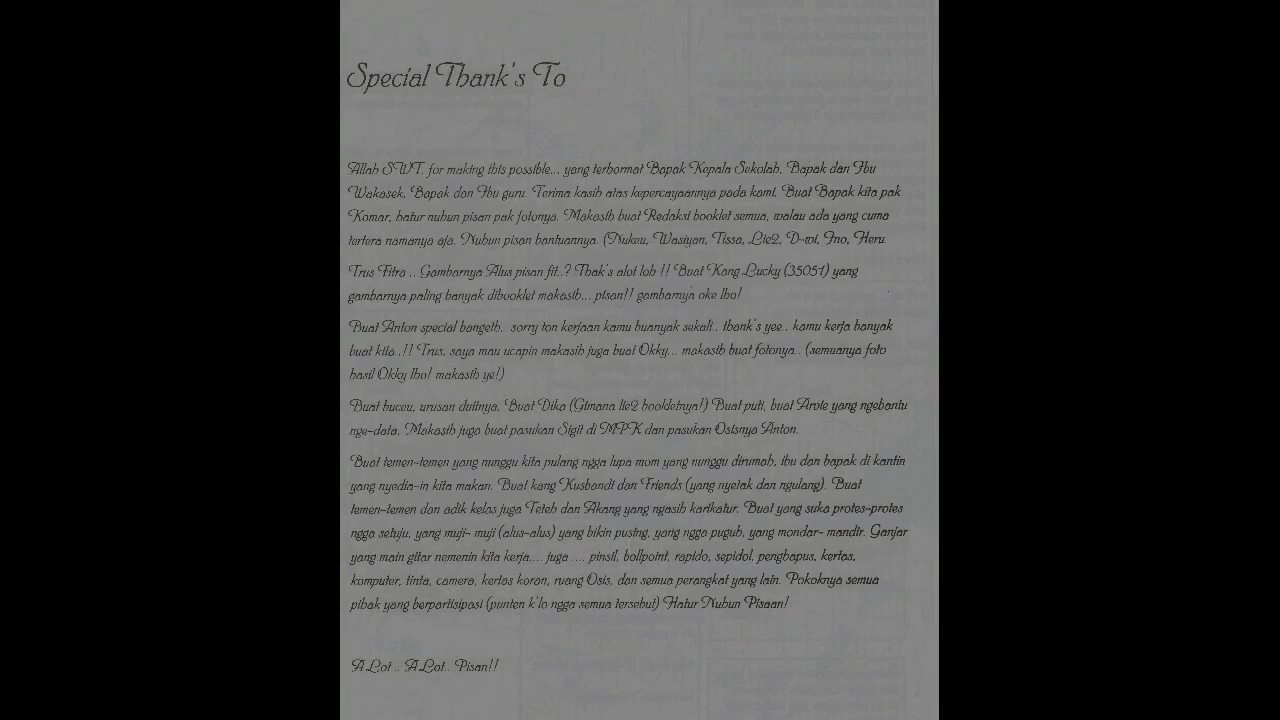 Special Thank's To
Allah SWT. for making this possible... yang terhormat Bapak Kepala Sekolah, Bapak dan Ibu
Wakasek, Bapak dan Ibu guru. Terima kasih atas kepercayaannya pada kami. Buat Bapak kita pak
Komar, hatur nuhun pisan pak fotonya. Makasih buat Redaksi booklet semua, walau ada yang cuma
tertera namanya aja. Nuhun pisan bantuannya. (Nukeu, Wasiyan, Tissa, Lie2, D-wi, Ino, Heru.
Trus Fitra .. Gambarnya Alus pisan fit..? Thak's alot loh !! Buat Kang Lucky (35051) yang
gambarnya paling banyak dibooklet makasih... pisan!! gambarnya oke lho!
Buat Anton special bangeth.. sorry ton kerjaan kamu buanyak sekali.. thank's yee.. kamu kerja banyak
buat kita..!! Trus, saya mau ucapin makasih juga buat Okky... makasih buat fotonya.. (semuanya foto
hasil Okky lho! makasih ye!)
Buat huceu, urusan duitnya. Buat Dika (Gimana lie2 bookletnya!) Buat puti, buat Arvie yang ngebantu
nge-data. Makasih juga buat pasukan Sigit di MPK dan pasukan Osisnya Anton.
Buat temen-temen yang nunggu kita pulang ngga lupa mom yang nunggu dirumah, ibu dan bapak di kantin
yang nyedia-in kita makan. Buat kang Kusbandi dan Friends (yang nyetak dan ngulang). Buat
temen-temen dan adik kelas juga Teteh dan Akang yang ngasih karikatur. Buat yang suka protes-protes
ngga setuju, yang muji- muji (alus-alus) yang bikin pusing, yang ngga puguh, yang mondar- mandir. Ganjar
yang main gitar nemenin kita kerja.... juga .... pinsil, bollpoint, rapido, sepidol, penghapus, kertas,
komputer, tinta, camera, kertas koran, ruang Osis, dan semua perangkat yang lain. Pokoknya semua
pihak yang berpartisipasi (punten k'lo ngga semua tersebut) Hatur Nuhun Pisaan!
A Lot .. A Lot.. Pisan!!